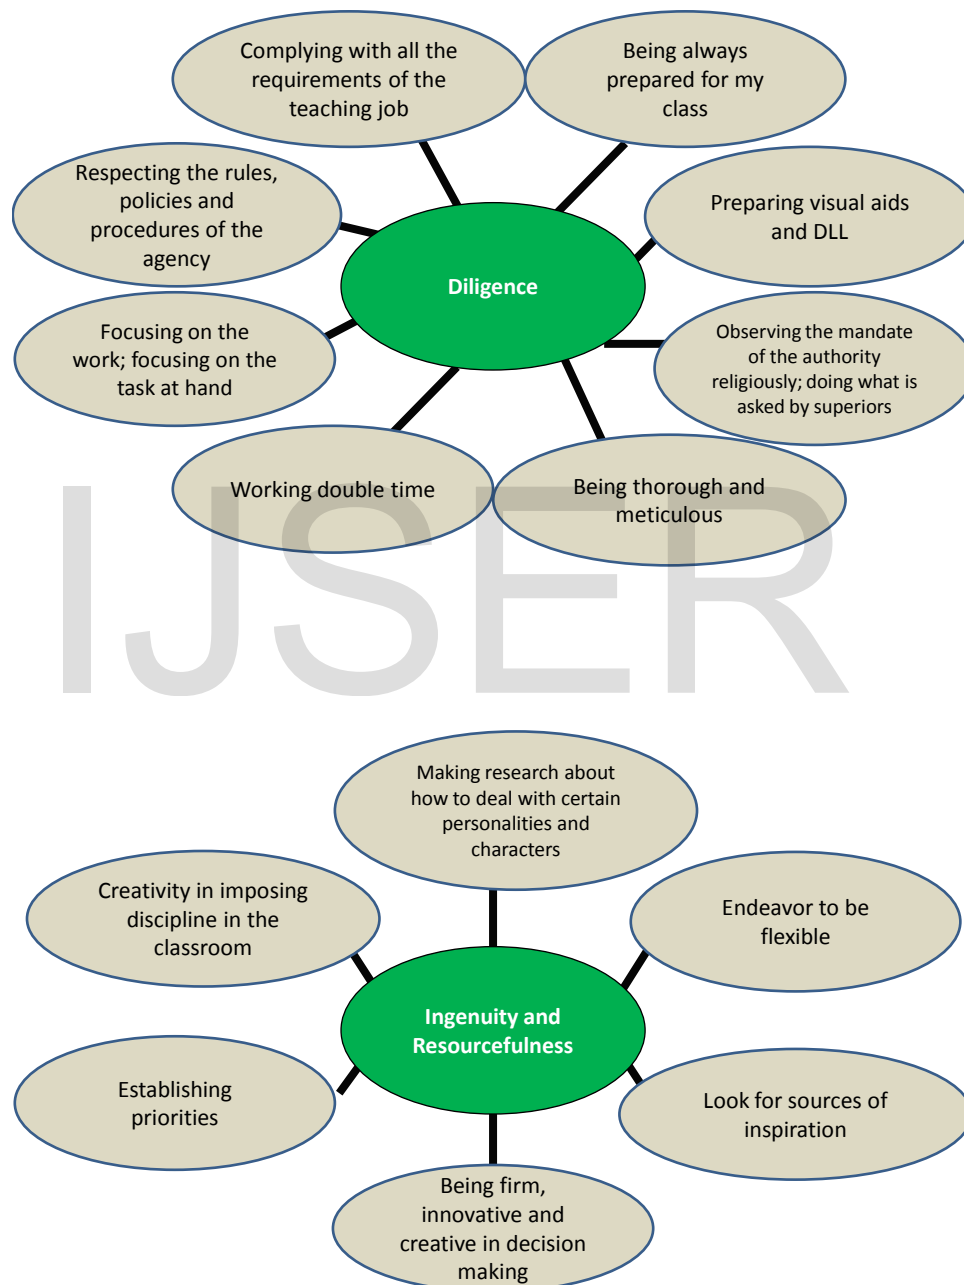 Complying with all the
requirements of the
teaching job
Being always
prepared for my
class
Respecting the rules,
policies and
procedures of the
agency
Preparing visual aids
and DLL
Diligence
Focusing on the
work; focusing on the
task at hand
Observing the mandate
of the authority
religiously; doing what is
asked by superiors
Working double time
Being thorough and
meticulous
IJSER
Making research about
how to deal with certain
personalities and
characters
Creativity in imposing
discipline in the
classroom
Endeavor to be
flexible
Ingenuity and
Resourcefulness
Establishing
priorities
Look for sources of
inspiration
Being firm,
innovative and
creative in decision
making